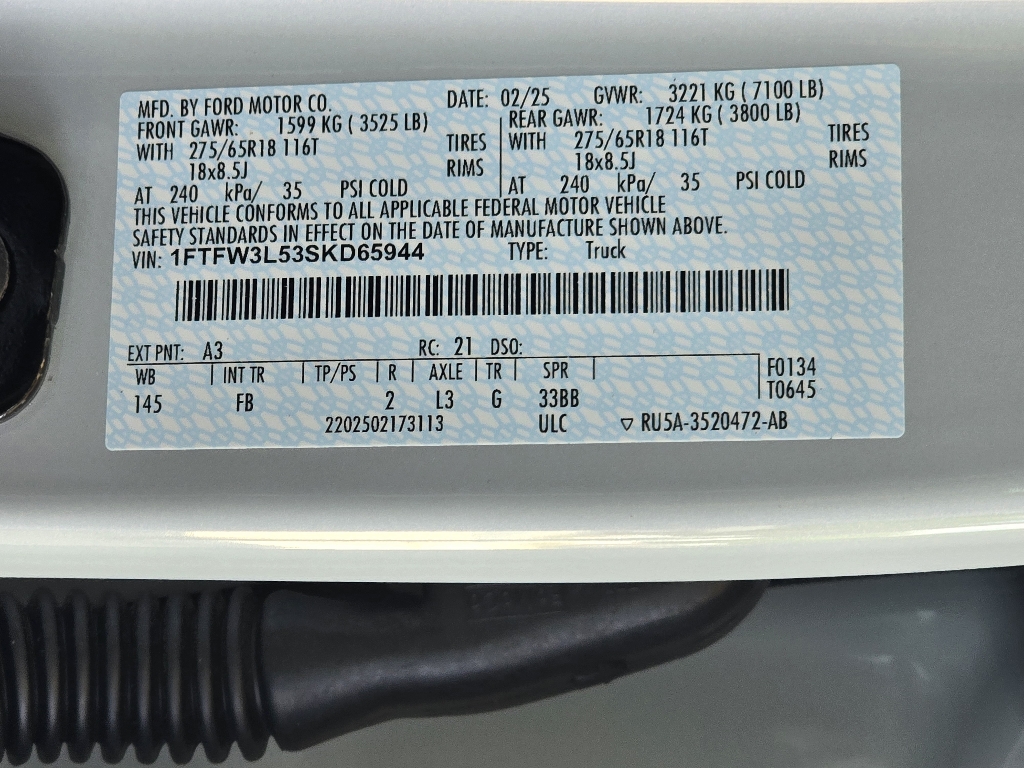 MFD. BY FORD MOTOR CO. DATE: 02/25 GVWR: 3221 KG ( 7100 LB)
FRONT GAWR: 1599 KG ( 3525 LB) REAR GAWR: 1724 KG ( 3800 LB)
WITH 275/65R18 116T TIRES WITH 275/65R18 116T TIRES
18x8.5J RIMS 18x8.5J RIMS
AT 240 kPa/ 35 PSI COLD AT 240 kPa/ 35 PSI COLD
THIS VEHICLE CONFORMS TO ALL APPLICABLE FEDERAL MOTOR VEHICLE
SAFETY STANDARDS IN EFFECT ON THE DATE OF MANUFACTURE SHOWN ABOVE.
VIN: 1FTFW3L53SKD65944 TYPE: Truck
EXT PNT: A3 RC: 21 DSO:
WB INT TR TP/PS R AXLE TR SPR F0134
145 FB 2 L3 G 33BB T0645
2202502173113 ULC ▽ RU5A-3520472-AB